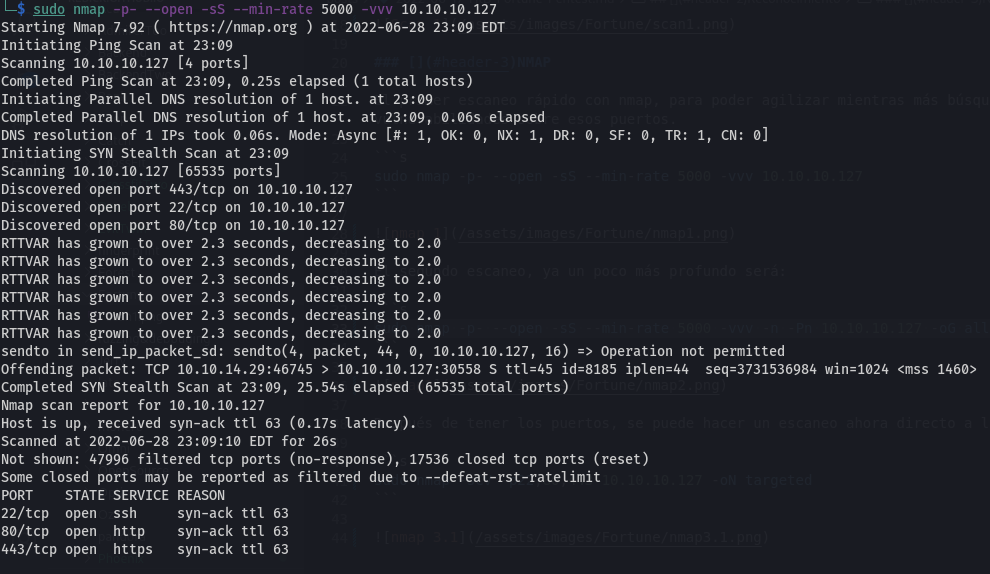 └─$ sudo nmap -p- --open -sS --min-rate 5000 -vvv 10.10.10.127
Starting Nmap 7.92 ( https://nmap.org ) at 2022-06-28 23:09 EDT
Initiating Ping Scan at 23:09
Scanning 10.10.10.127 [4 ports]
Completed Ping Scan at 23:09, 0.25s elapsed (1 total hosts)
Initiating Parallel DNS resolution of 1 host. at 23:09
Completed Parallel DNS resolution of 1 host. at 23:09, 0.06s elapsed
DNS resolution of 1 IPs took 0.06s. Mode: Async [#: 1, OK: 0, NX: 1, DR: 0, SF: 0, TR: 1, CN: 0]
Initiating SYN Stealth Scan at 23:09
Scanning 10.10.10.127 [65535 ports]
Discovered open port 443/tcp on 10.10.10.127
Discovered open port 22/tcp on 10.10.10.127
Discovered open port 80/tcp on 10.10.10.127
RTTVAR has grown to over 2.3 seconds, decreasing to 2.0
RTTVAR has grown to over 2.3 seconds, decreasing to 2.0
RTTVAR has grown to over 2.3 seconds, decreasing to 2.0
RTTVAR has grown to over 2.3 seconds, decreasing to 2.0
RTTVAR has grown to over 2.3 seconds, decreasing to 2.0
RTTVAR has grown to over 2.3 seconds, decreasing to 2.0
sendto in send_ip_packet_sd: sendto(4, packet, 44, 0, 10.10.10.127, 16) => Operation not permitted
Offending packet: TCP 10.10.14.29:46745 > 10.10.10.127:30558 S ttl=45 id=8185 iplen=44  seq=3731536984 win=1024 <mss 1460>
Completed SYN Stealth Scan at 23:09, 25.54s elapsed (65535 total ports)
Nmap scan report for 10.10.10.127
Host is up, received syn-ack ttl 63 (0.17s latency).
Scanned at 2022-06-28 23:09:10 EDT for 26s
Not shown: 47996 filtered tcp ports (no-response), 17536 closed tcp ports (reset)
Some closed ports may be reported as filtered due to --defeat-rst-ratelimit
PORT    STATE SERVICE REASON
22/tcp  open  ssh     syn-ack ttl 63
80/tcp  open  http    syn-ack ttl 63
443/tcp open  https   syn-ack ttl 63